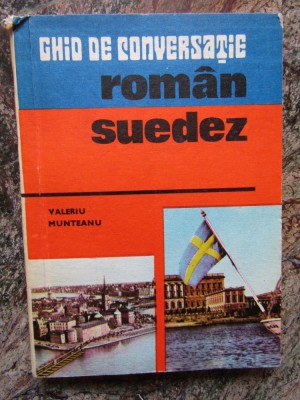 GHID DE CONVERSAȚIE
român
suedez
VALERIU
MUNTEANU